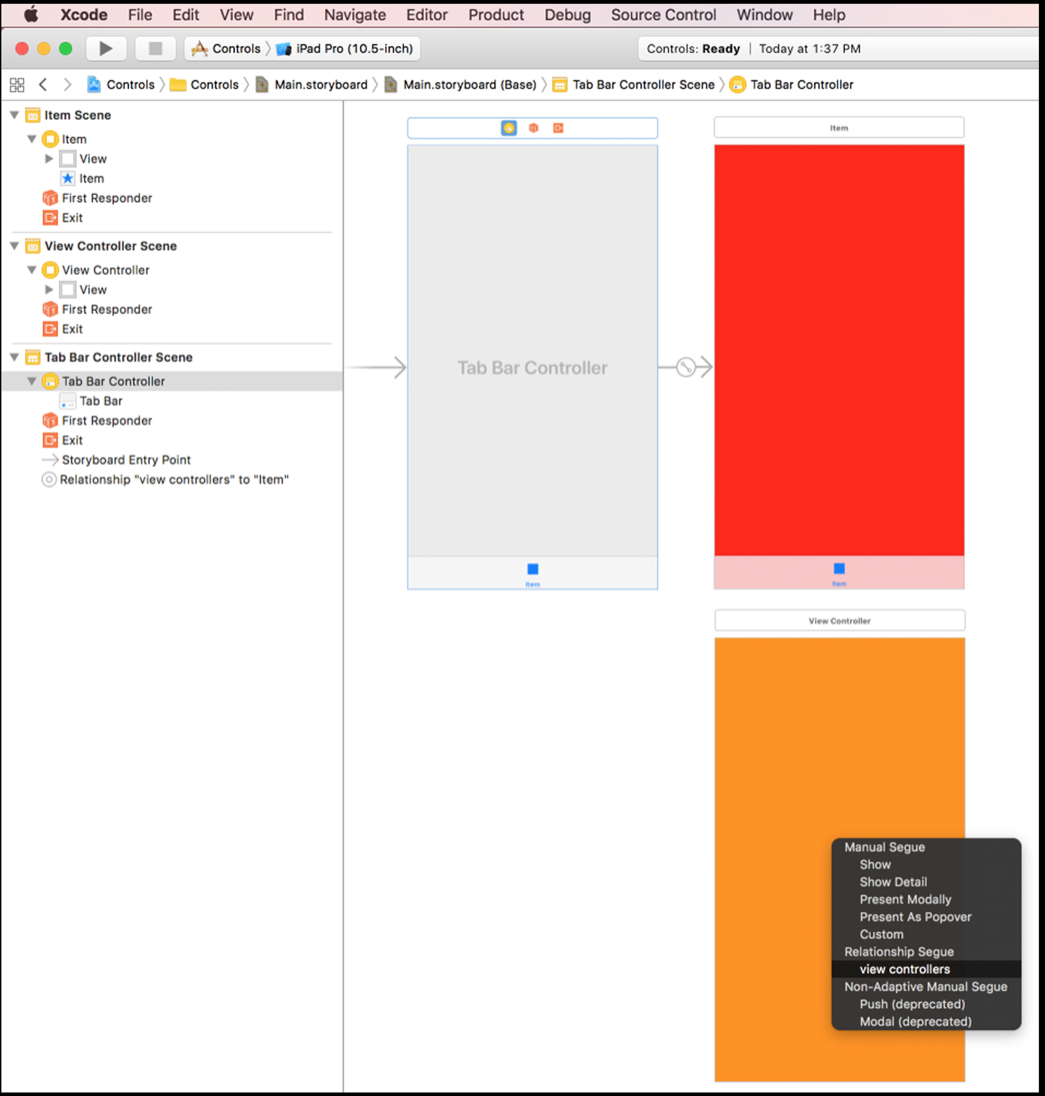 Xcode File Edit View Find Navigate Editor Product Debug Source Control Window Help
Controls iPad Pro (10.5-inch) Controls: Ready | Today at 1:37 PM
Controls Controls Main.storyboard Main.storyboard (Base) Tab Bar Controller Scene Tab Bar Controller
Item Scene
Item
View
Item
First Responder
Exit
View Controller Scene
View Controller
View
First Responder
Exit
Tab Bar Controller Scene
Tab Bar Controller
Tab Bar
First Responder
Exit
Storyboard Entry Point
Relationship "view controllers" to "Item"
Tab Bar Controller
Item
Item
Item
View Controller
Manual Segue
Show
Show Detail
Present Modally
Present As Popover
Custom
Relationship Segue
view controllers
Non-Adaptive Manual Segue
Push (deprecated)
Modal (deprecated)